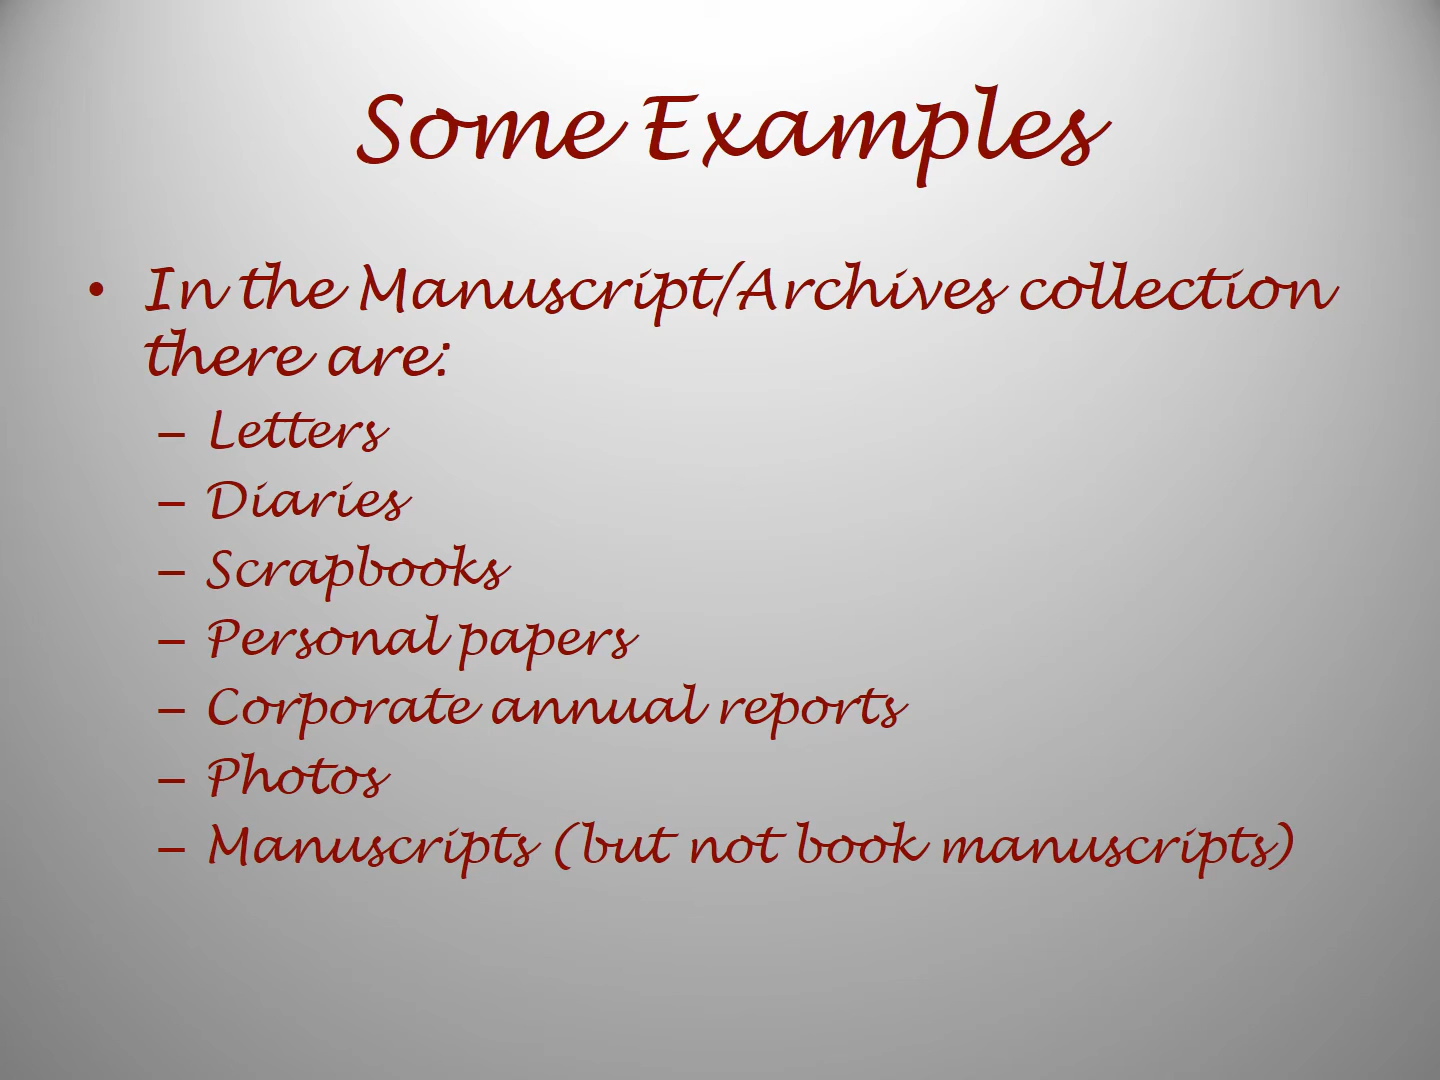 Some Examples
• In the Manuscript/Archives collection
there are:
– Letters
– Diaries
– Scrapbooks
– Personal papers
– Corporate annual reports
– Photos
– Manuscripts (but not book manuscripts)